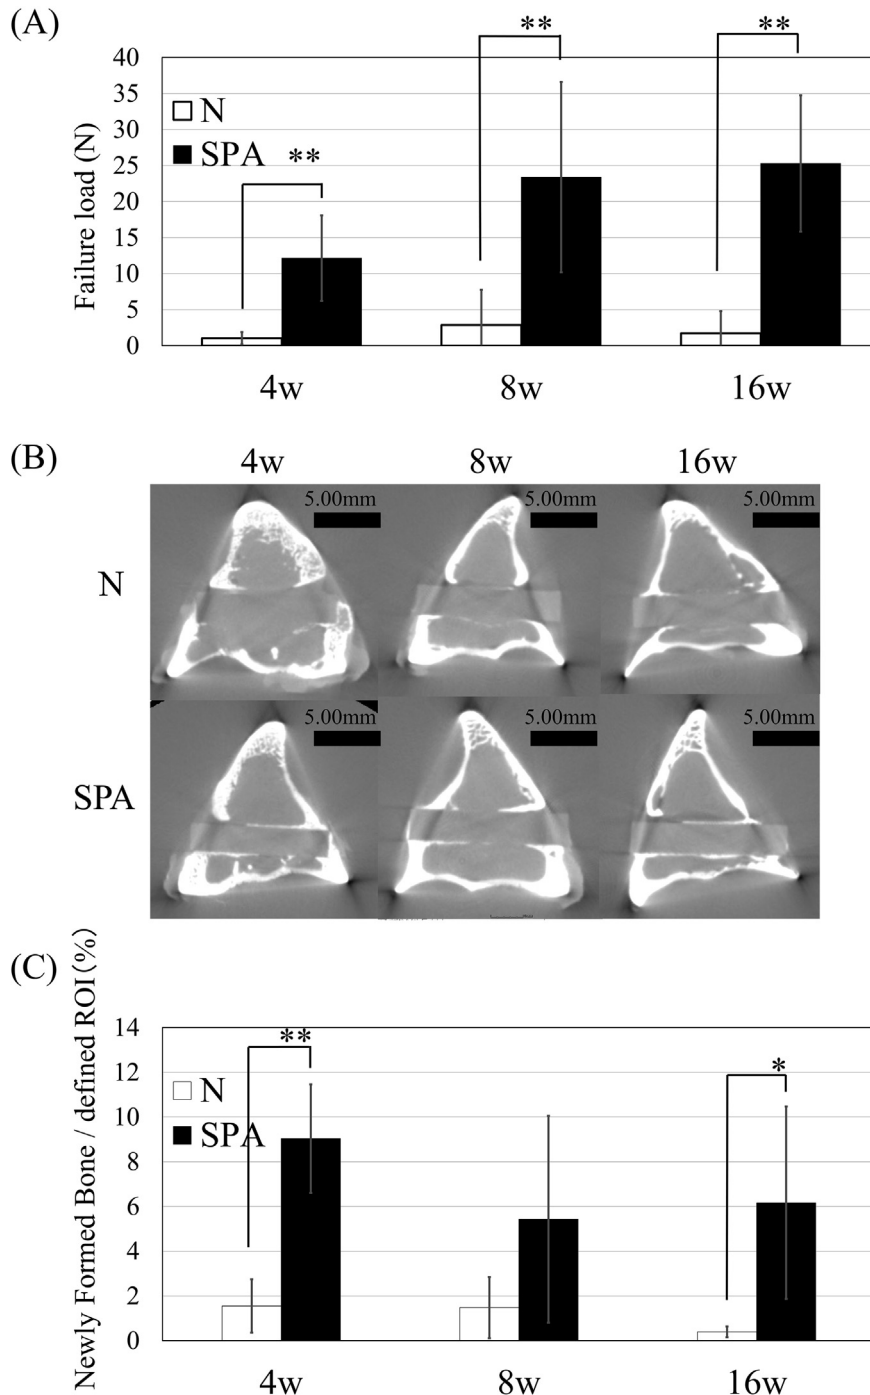 (A)
Failure load (N)
40
35
30
25
20
15
10
5
0
N
SPA
**
**
**
4w
8w
16w
(B)
4w
8w
16w
N
5.00mm
5.00mm
5.00mm
SPA
5.00mm
5.00mm
5.00mm
(C)
Newly Formed Bone / defined ROI(%)
14
12
10
8
6
4
2
0
N
SPA
**
*
4w
8w
16w